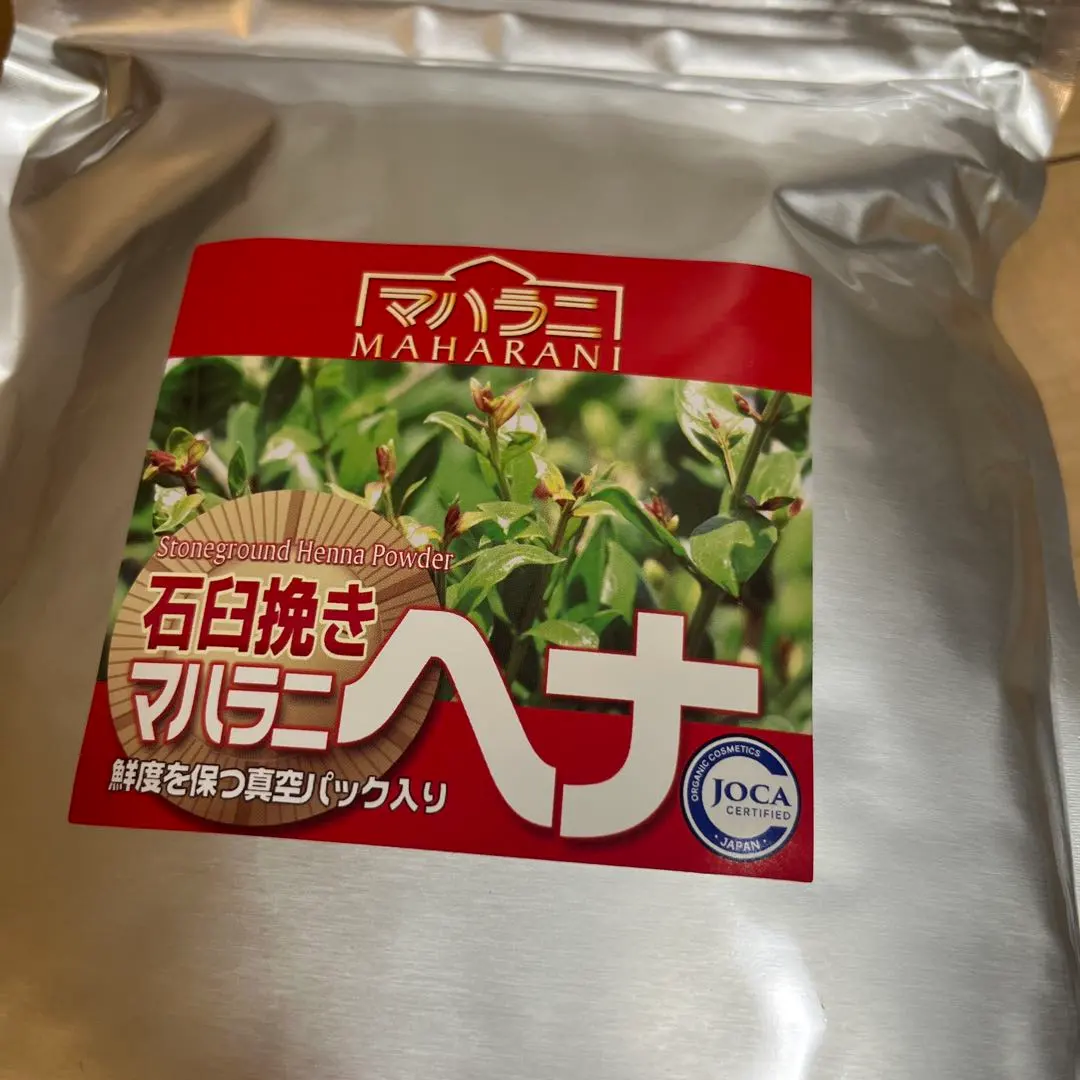 マハラニ
MAHARANI
Stoneground Henna Powder
石臼挽き
マハラニヘナ
鮮度を保つ真空パック入り
ORGANIC COSMETICS
JOCA
CERTIFIED
・JAPAN・